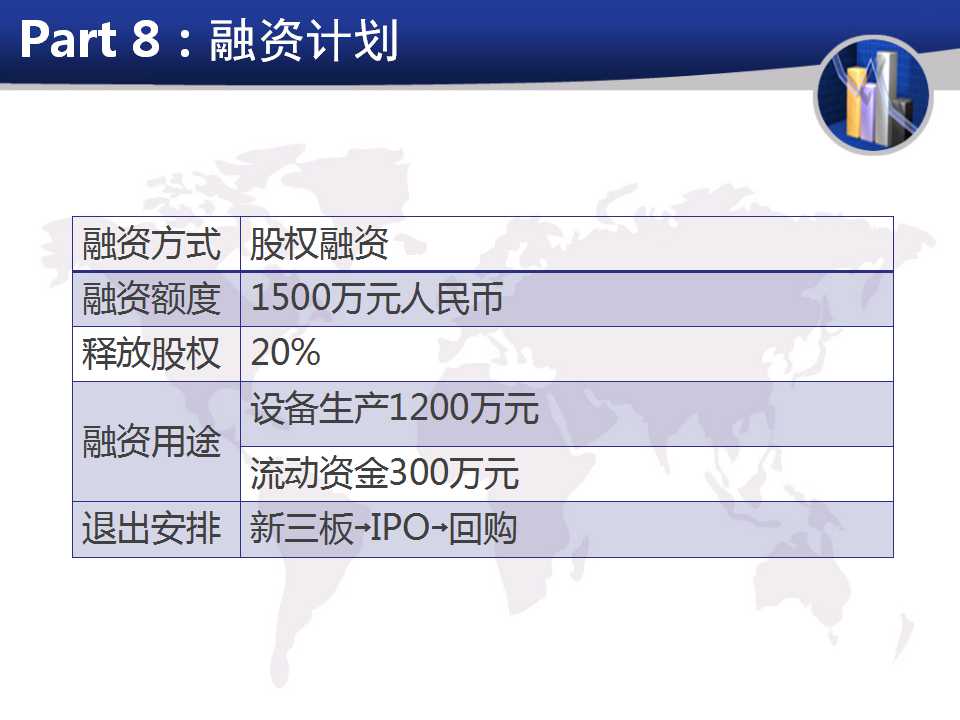 Part 8：融资计划
融资方式 股权融资
融资额度 1500万元人民币
释放股权 20%
融资用途 设备生产1200万元
流动资金300万元
退出安排 新三板→IPO→回购